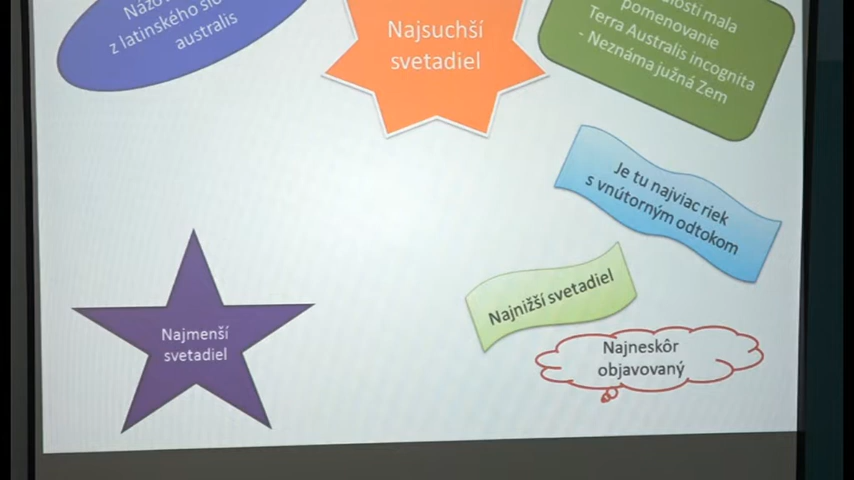 z latinského
australis
Najsuchší
svetadiel
mala
pomenovanie
Terra Australis incognita
- Neznáma južná Zem
Je tu najviac riek
s vnútorným odtokom
Najnižší svetadiel
Najmenší
svetadiel
Najneskôr
objavovaný